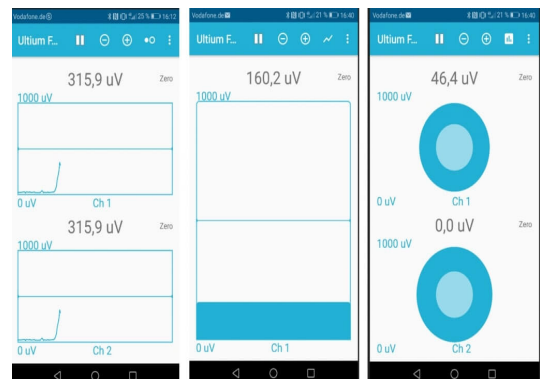 Vodafone.de 25 % 16:12
Ultium F...
315,9 uV Zero
1000 uV
0 uV Ch 1
315,9 uV Zero
1000 uV
0 uV Ch 2
Vodafone.de 21 % 16:40
Ultium F...
160,2 uV Zero
1000 uV
0 uV Ch 1
Vodafone.de 21 % 16:40
Ultium F...
46,4 uV Zero
1000 uV
0 uV Ch 1
0,0 uV Zero
1000 uV
0 uV Ch 2